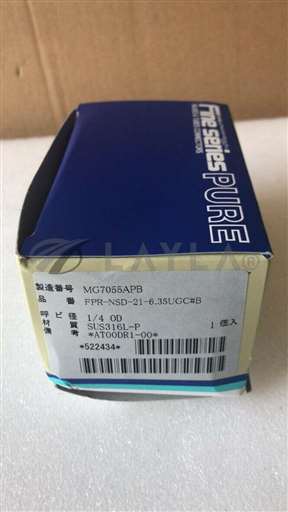 Fine series PURE
LAYLA
製造番号 MG7055APB
品 番 FPR-NSD-21-6.35UGC#B
呼ビ径 1/4 OD
材 質 SUS316L-P 1個入
備 考 *AT00DR1-00*
*522434*